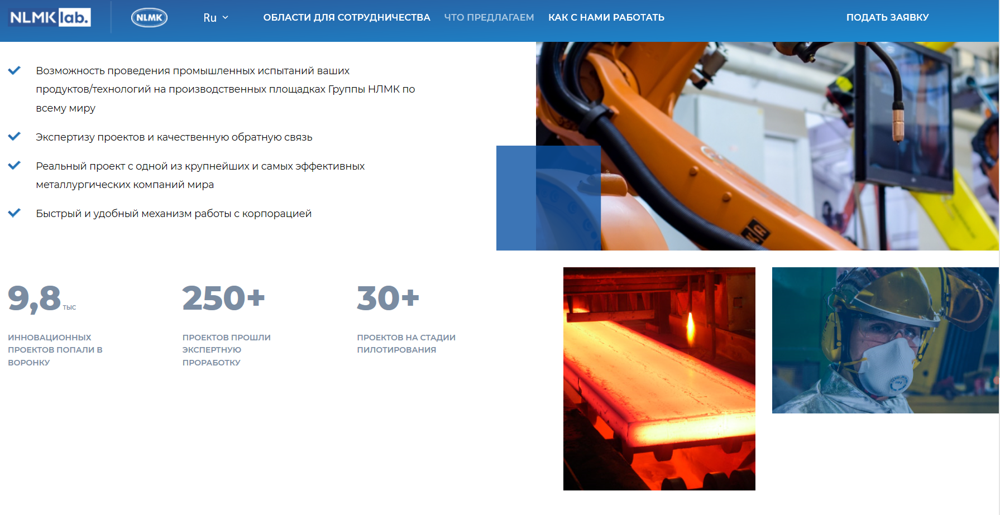 NLMK lab.
NLMK
Ru
ОБЛАСТИ ДЛЯ СОТРУДНИЧЕСТВА
ЧТО ПРЕДЛАГАЕМ
КАК С НАМИ РАБОТАТЬ
ПОДАТЬ ЗАЯВКУ
Возможность проведения промышленных испытаний ваших
продуктов/технологий на производственных площадках Группы НЛМК по
всему миру
Экспертизу проектов и качественную обратную связь
Реальный проект с одной из крупнейших и самых эффективных
металлургических компаний мира
Быстрый и удобный механизм работы с корпорацией
9,8 тыс
ИННОВАЦИОННЫХ
ПРОЕКТОВ ПОПАЛИ В
ВОРОНКУ
250+
ПРОЕКТОВ ПРОШЛИ
ЭКСПЕРТНУЮ
ПРОРАБОТКУ
30+
ПРОЕКТОВ НА СТАДИИ
ПИЛОТИРОВАНИЯ